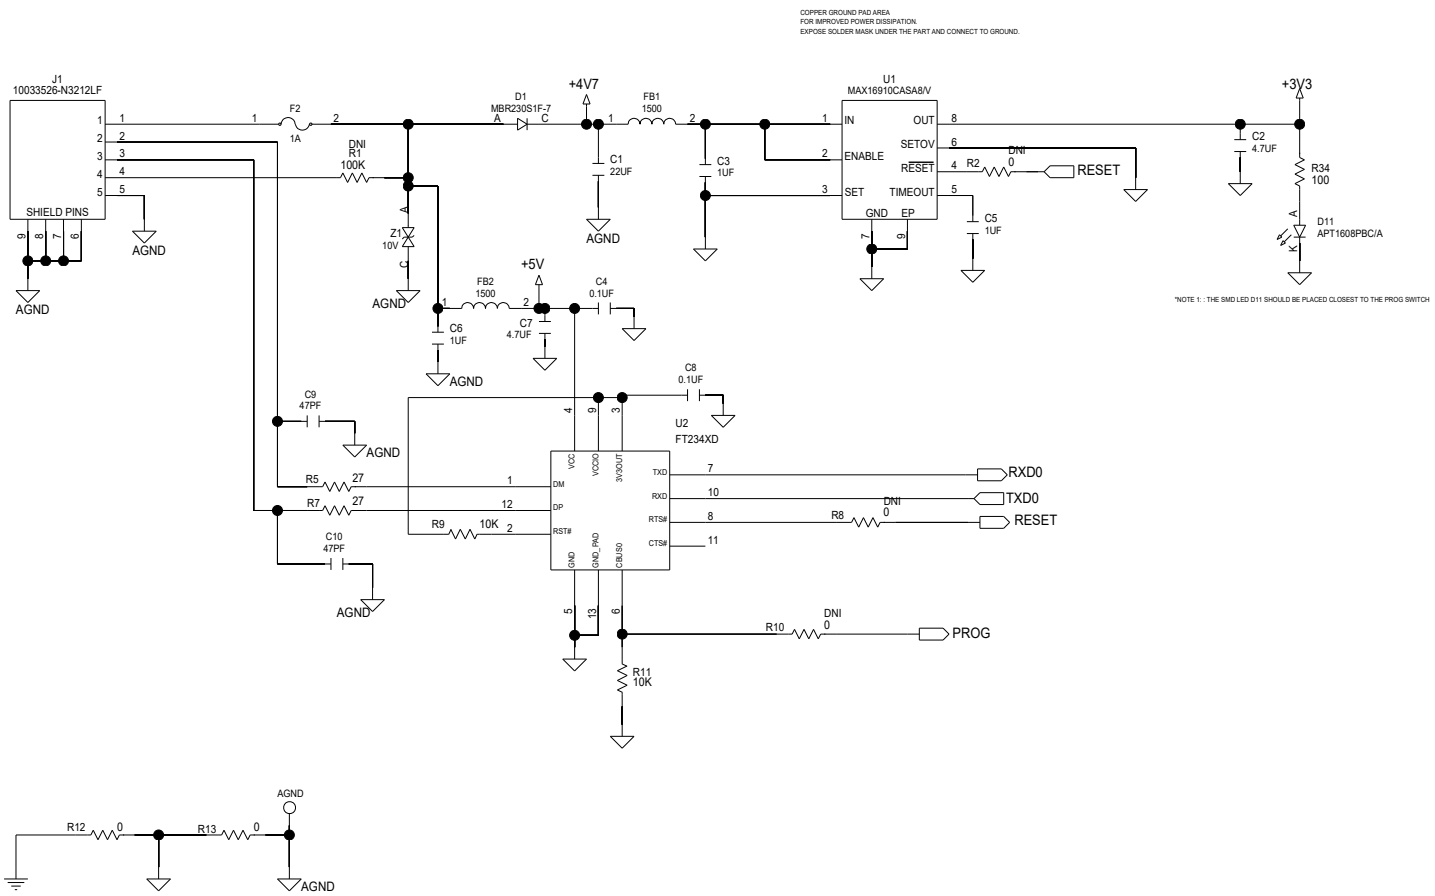 COPPER GROUND PAD AREA
FOR IMPROVED POWER DISSIPATION.
EXPOSE SOLDER MASK UNDER THE PART AND CONNECT TO GROUND.
J1
10033526-N3212LF
1
2
3
4
5
1
2
3
4
5
SHIELD PINS
9
8
7
6
AGND
AGND
1
F2
2
1A
DNI
R1
100K
D1
MBR230S1F-7
A
C
+4V7
1
FB1
1500
2
C1
22UF
AGND
C3
1UF
U1
MAX16910CASA8/V
1
IN
2
ENABLE
3
SET
OUT
8
SETOV
6
RESET
4
TIMEOUT
5
GND
EP
7
9
R2
DNI
0
RESET
C5
1UF
+3V3
C2
4.7UF
R34
100
A
D11
APT1608PBC/A
K
*NOTE 1: : THE SMD LED D11 SHOULD BE PLACED CLOSEST TO THE PROG SWITCH
A
Z1
10V
C
AGND
+5V
1
FB2
1500
2
C4
0.1UF
C6
1UF
AGND
C7
4.7UF
C8
0.1UF
C9
47PF
AGND
U2
FT234XD
4
9
3
VCC
VCCIO
3V3OUT
R5
27
1
DM
R7
27
12
DP
R9
10K
2
RST#
TXD
7
RXD0
RXD
10
TXD0
RTS#
8
R8
DNI
0
RESET
CTS#
11
GND
GND_PAD
CBUS0
5
13
6
C10
47PF
AGND
R10
DNI
0
PROG
R11
10K
AGND
R12
0
R13
0
AGND